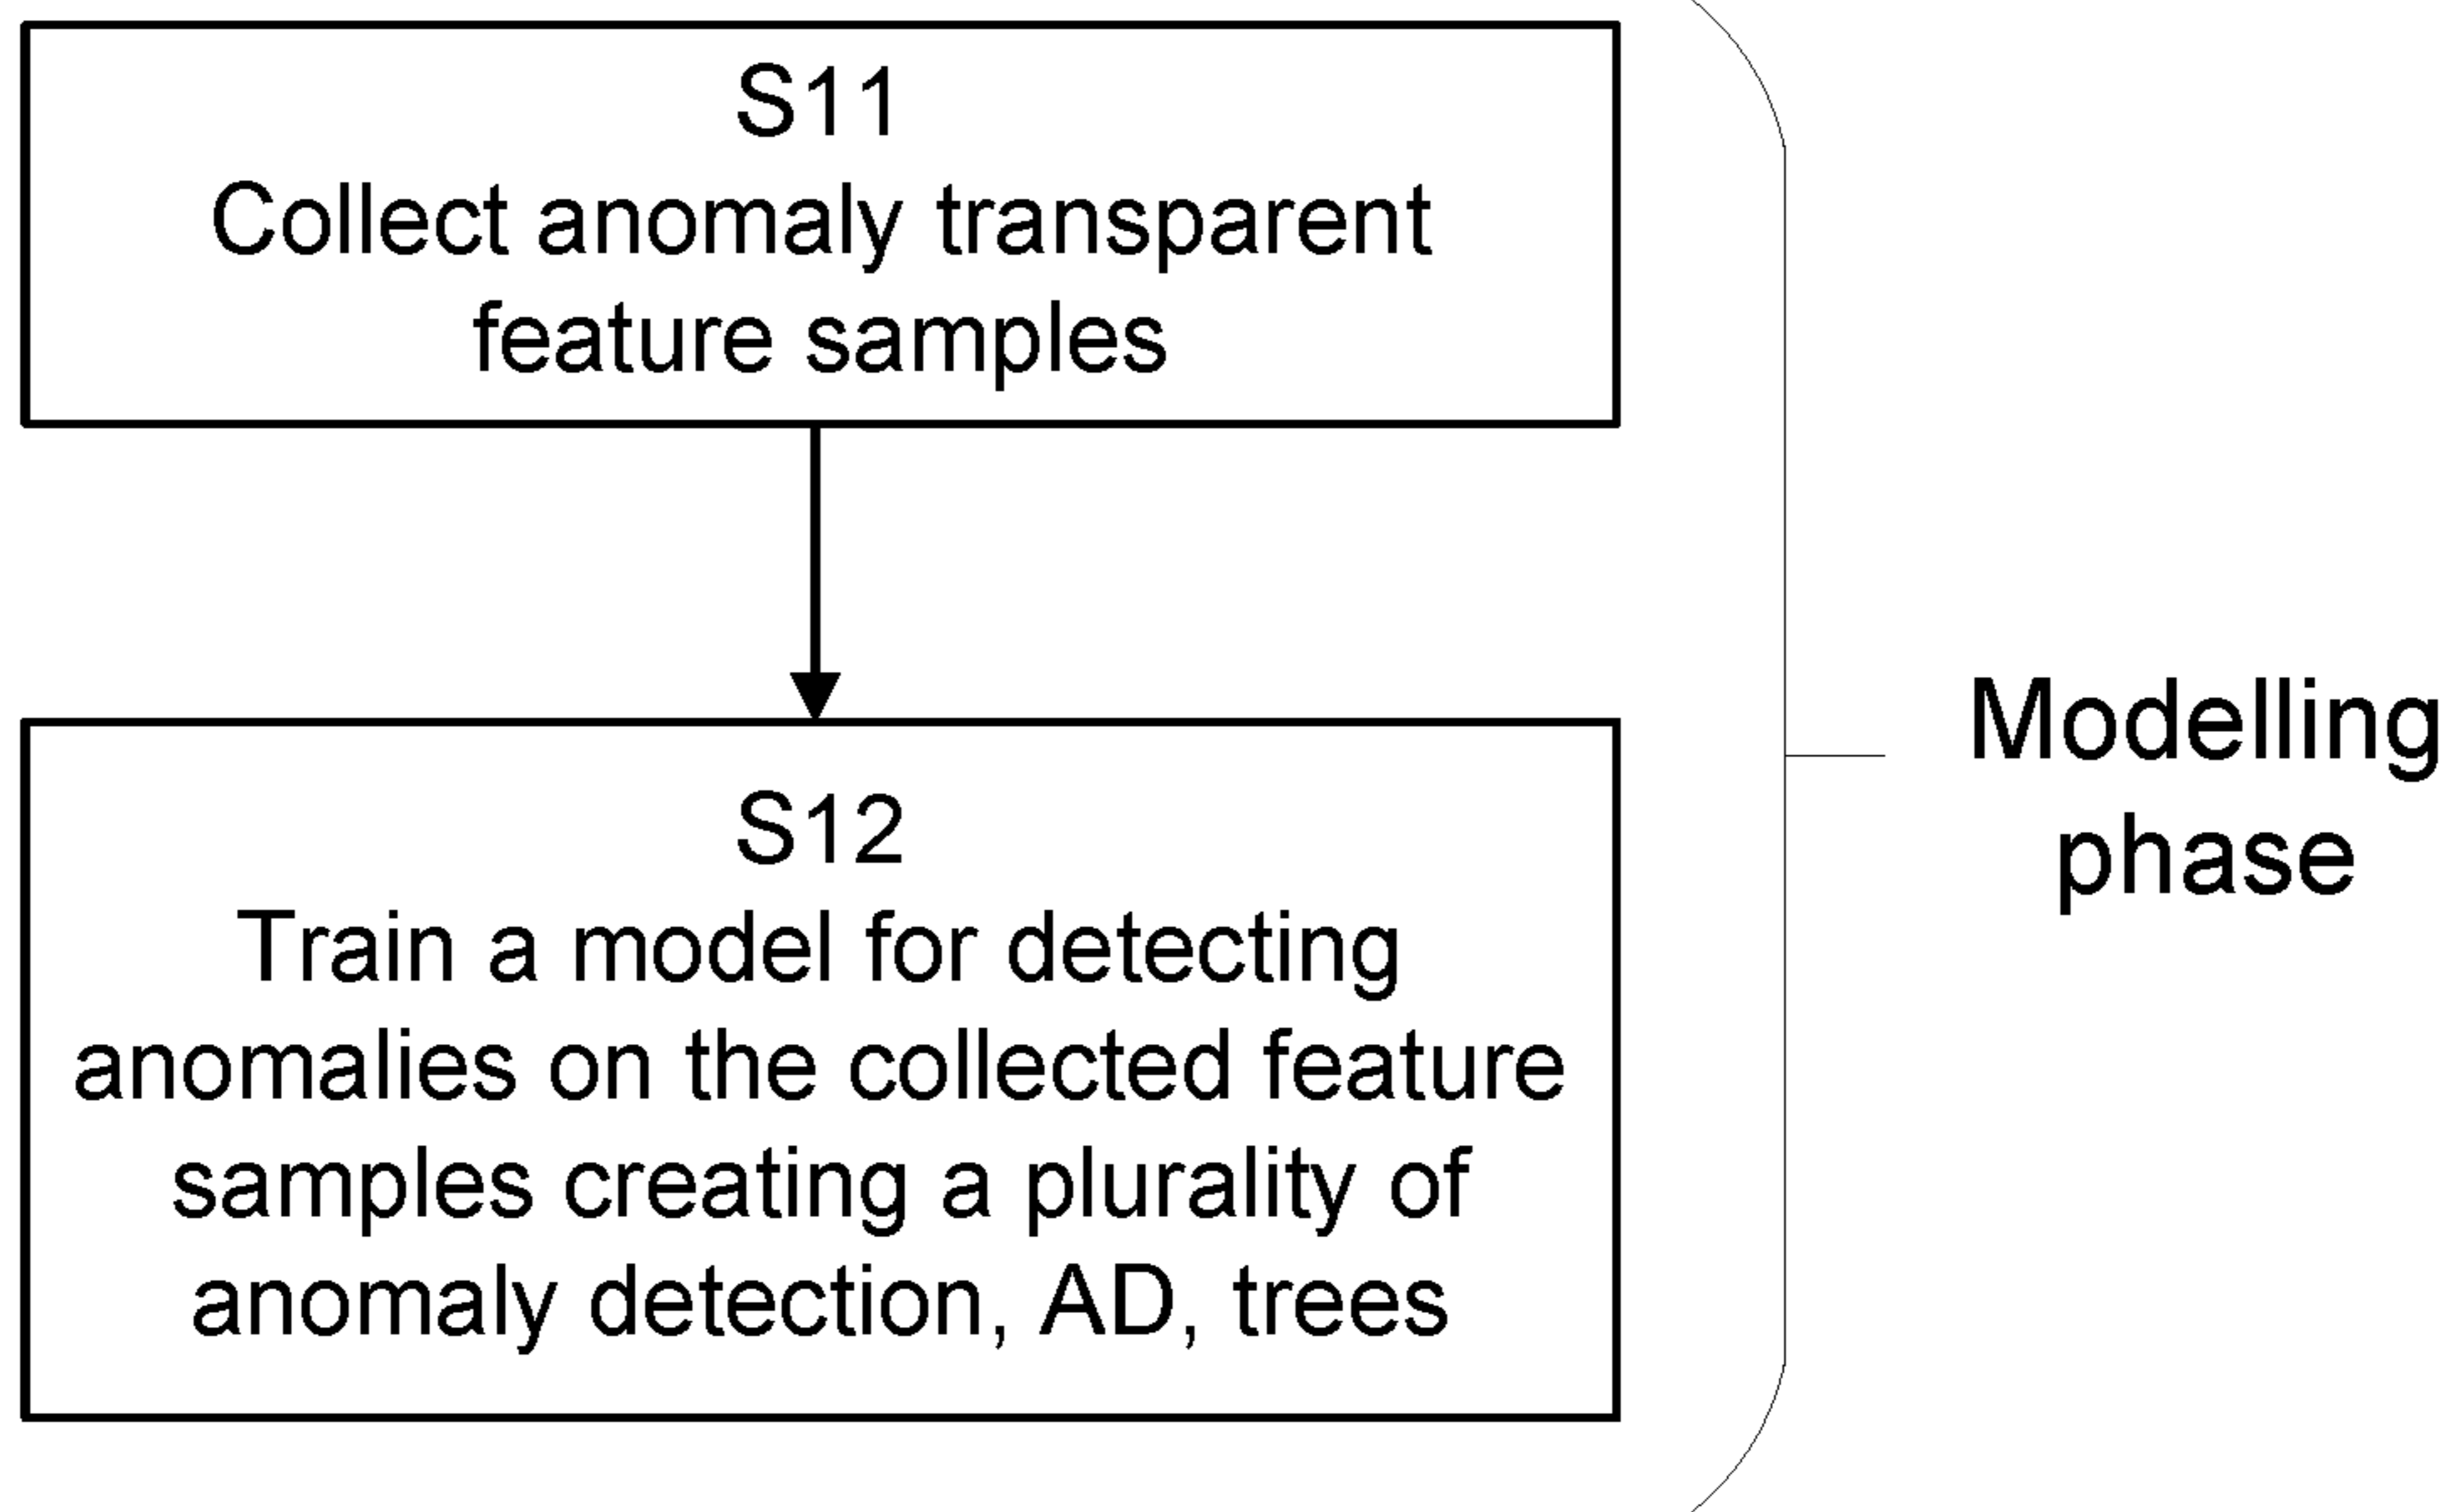 S11
Collect anomaly transparent
feature samples
S12
Train a model for detecting
anomalies on the collected feature
samples creating a plurality of
anomaly detection, AD, trees
Modelling
phase